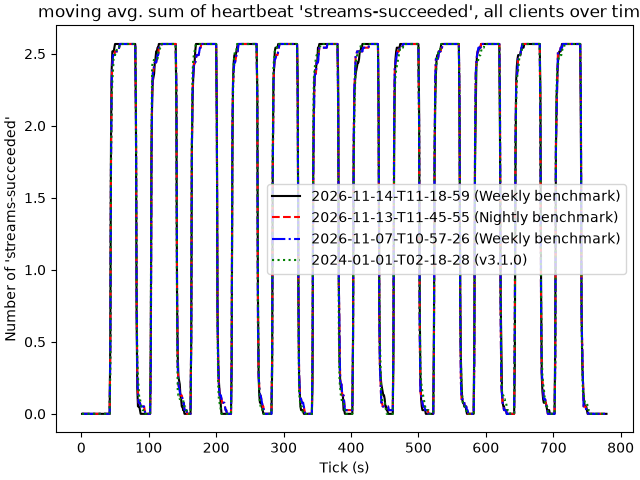 moving avg. sum of heartbeat 'streams-succeeded', all clients over tim
Number of 'streams-succeeded'
2.5
2.0
1.5
1.0
0.5
0.0
2026-11-14-T11-18-59 (Weekly benchmark)
2026-11-13-T11-45-55 (Nightly benchmark)
2026-11-07-T10-57-26 (Weekly benchmark)
2024-01-01-T02-18-28 (v3.1.0)
0 100 200 300 400 500 600 700 800
Tick (s)